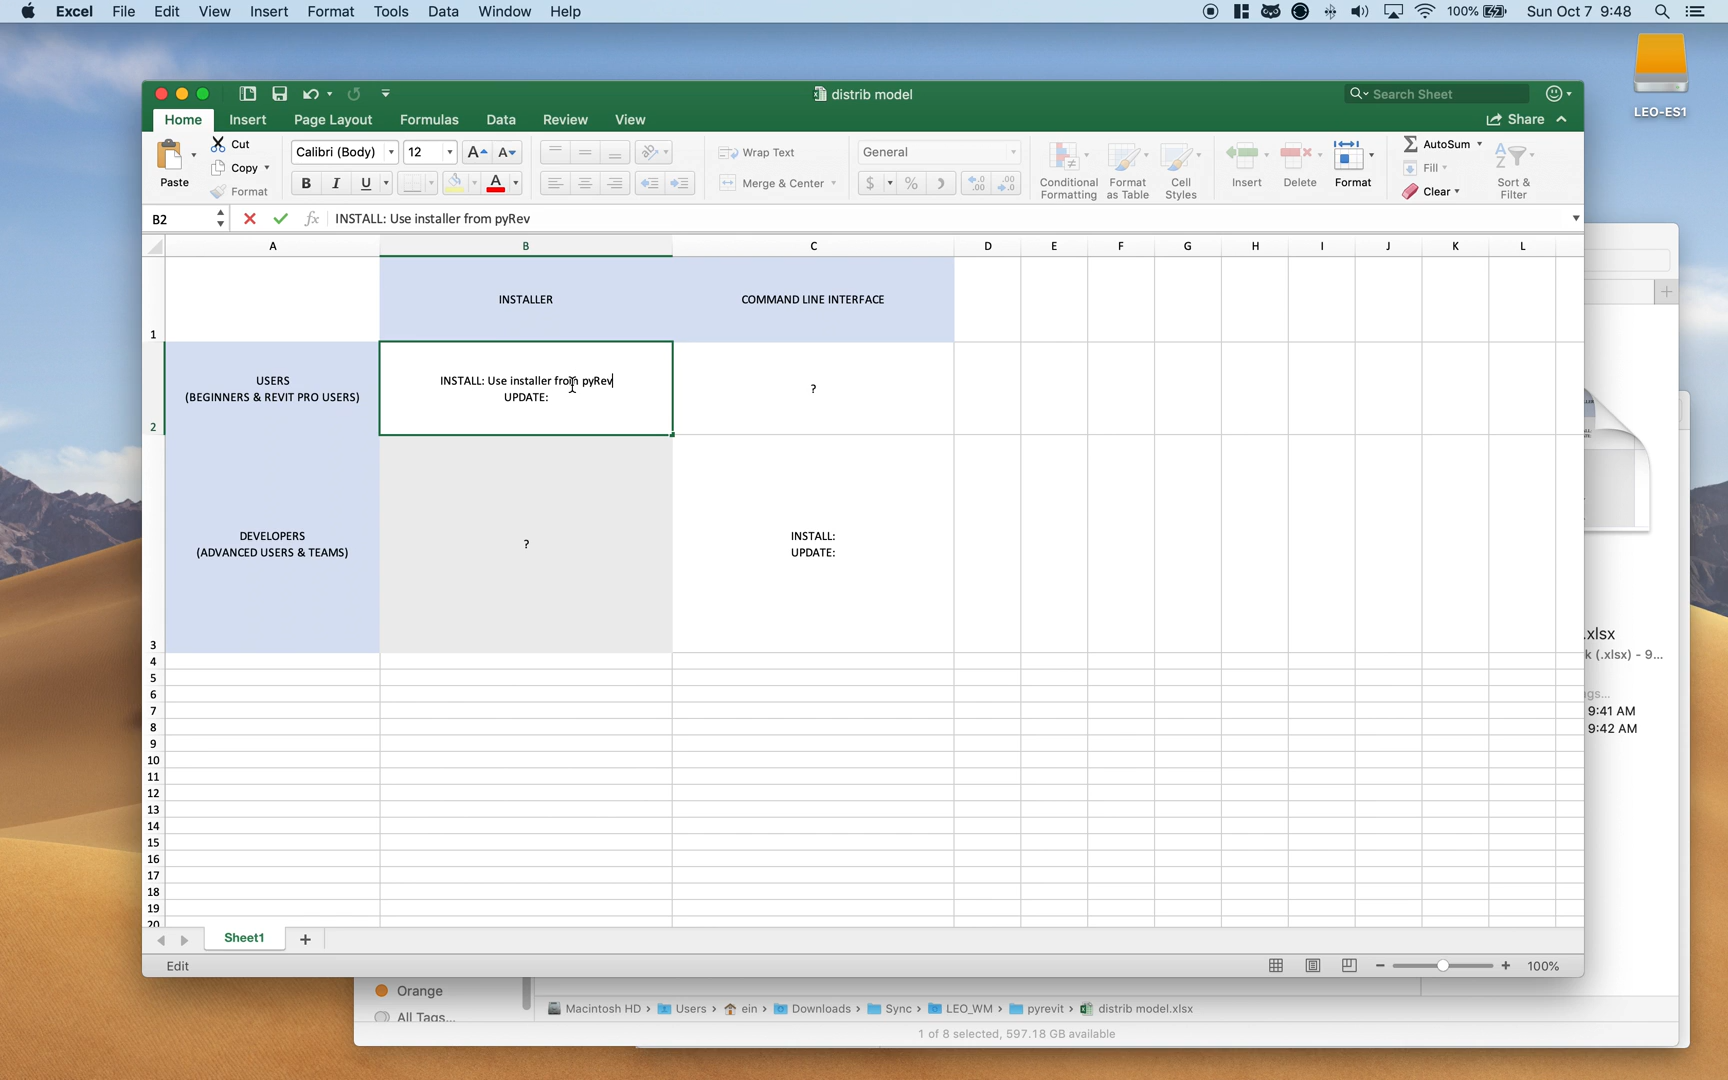 Excel File Edit View Insert Format Tools Data Window Help
100% Sun Oct 7 9:48
LEO-ES1
distrib model
Search Sheet
Home Insert Page Layout Formulas Data Review View
Share
Paste
Cut
Copy
Format
Calibri (Body) 12
B I U A
Wrap Text
Merge & Center
General
$ %
Conditional Formatting
Format as Table
Cell Styles
Insert
Delete
Format
AutoSum
Fill
Clear
Sort & Filter
B2 fx INSTALL: Use installer from pyRev
A B C D E F G H I J K L
1
INSTALLER
COMMAND LINE INTERFACE
2
USERS
(BEGINNERS & REVIT PRO USERS)
INSTALL: Use installer from pyRev
UPDATE:
?
3
DEVELOPERS
(ADVANCED USERS & TEAMS)
?
INSTALL:
UPDATE:
4
5
6
7
8
9
10
11
12
13
14
15
16
17
18
19
20
.xlsx
k (.xlsx) - 9...
gs...
9:41 AM
9:42 AM
Sheet1
Edit
100%
Orange
All Tags...
Macintosh HD › Users › ein › Downloads › Sync › LEO_WM › pyrevit › distrib model.xlsx
1 of 8 selected, 597.18 GB available